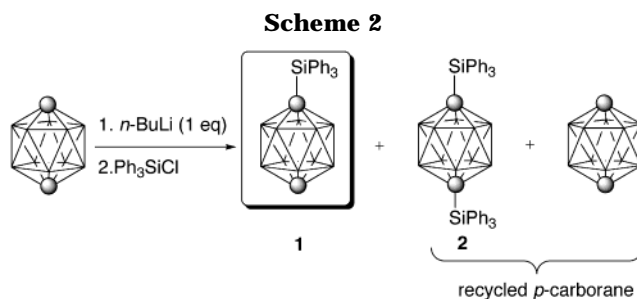 Scheme 2
SiPh3
SiPh3
1. n-BuLi (1 eq)
2.Ph3SiCl
+
+
SiPh3
1
2
recycled p-carborane